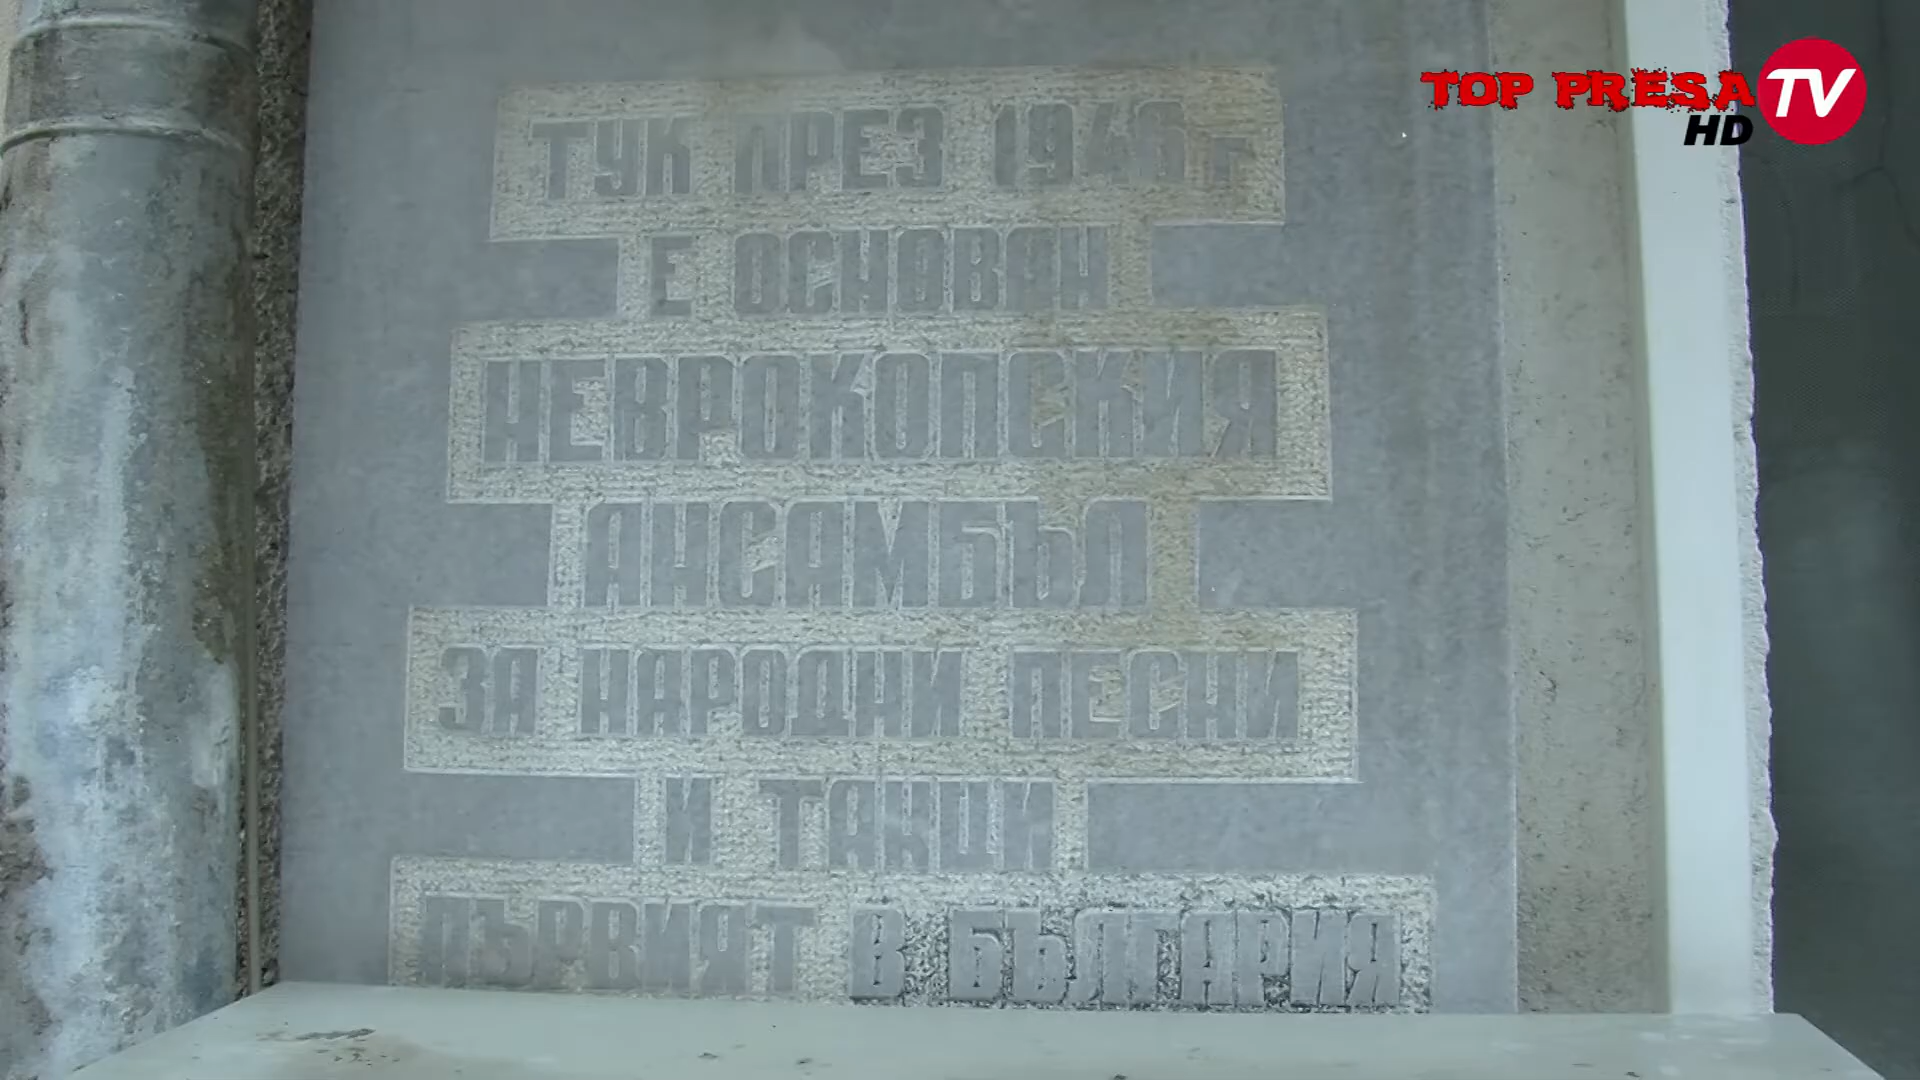 ТУК ПРЕЗ 1946 г.
Е ОСНОВАН
НЕВРОКОПСКИЯ
АНСАМБЪЛ
ЗА НАРОДНИ ПЕСНИ
И ТАНЦИ
ПЪРВИЯТ В БЪЛГАРИЯ
TOP PRESA TV
HD